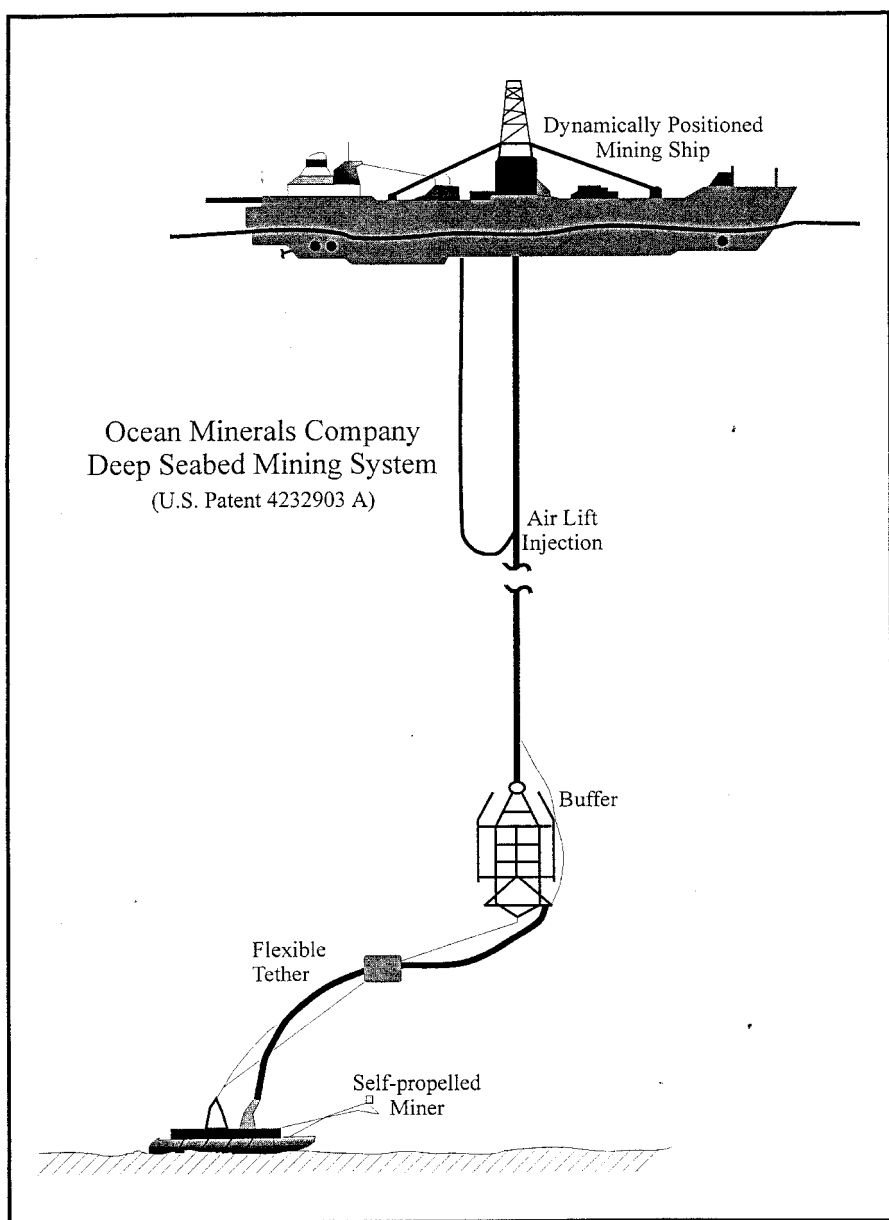 Dynamically Positioned
Mining Ship
Ocean Minerals Company
Deep Seabed Mining System
(U.S. Patent 4232903 A)
Air Lift
Injection
Buffer
Flexible
Tether
Self-propelled
Miner